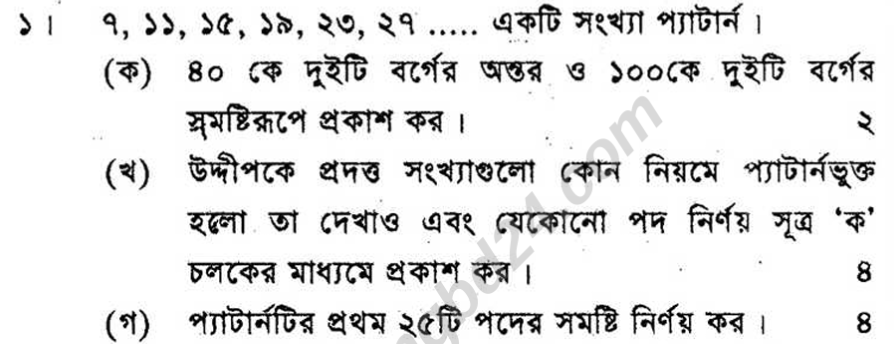 ১। ৭, ১১, ১৫, ১৯, ২৩, ২৭ ..... একটি সংখ্যা প্যাটার্ন।
(ক) ৪০ কে দুইটি বর্গের অন্তর ও ১০০কে দুইটি বর্গের
সমষ্টিরূপে প্রকাশ কর। ২
(খ) উদ্দীপকে প্রদত্ত সংখ্যাগুলো কোন নিয়মে প্যাটার্নভুক্ত
হলো তা দেখাও এবং যেকোনো পদ নির্ণয় সূত্র ‘ক’
চলকের মাধ্যমে প্রকাশ কর। ৪
(গ) প্যাটার্নটির প্রথম ২৫টি পদের সমষ্টি নির্ণয় কর। ৪